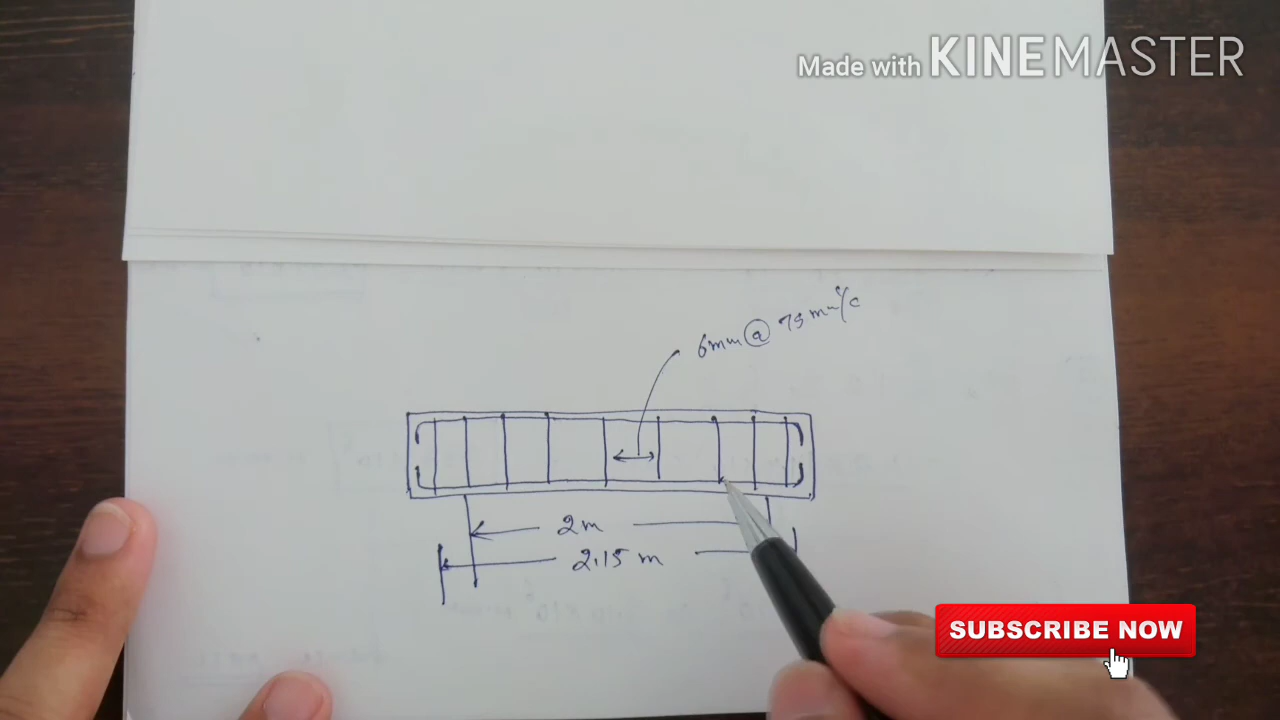 Made with KINEMASTER
6mm @ 75 mm c/c
2m
2.15 m
SUBSCRIBE NOW